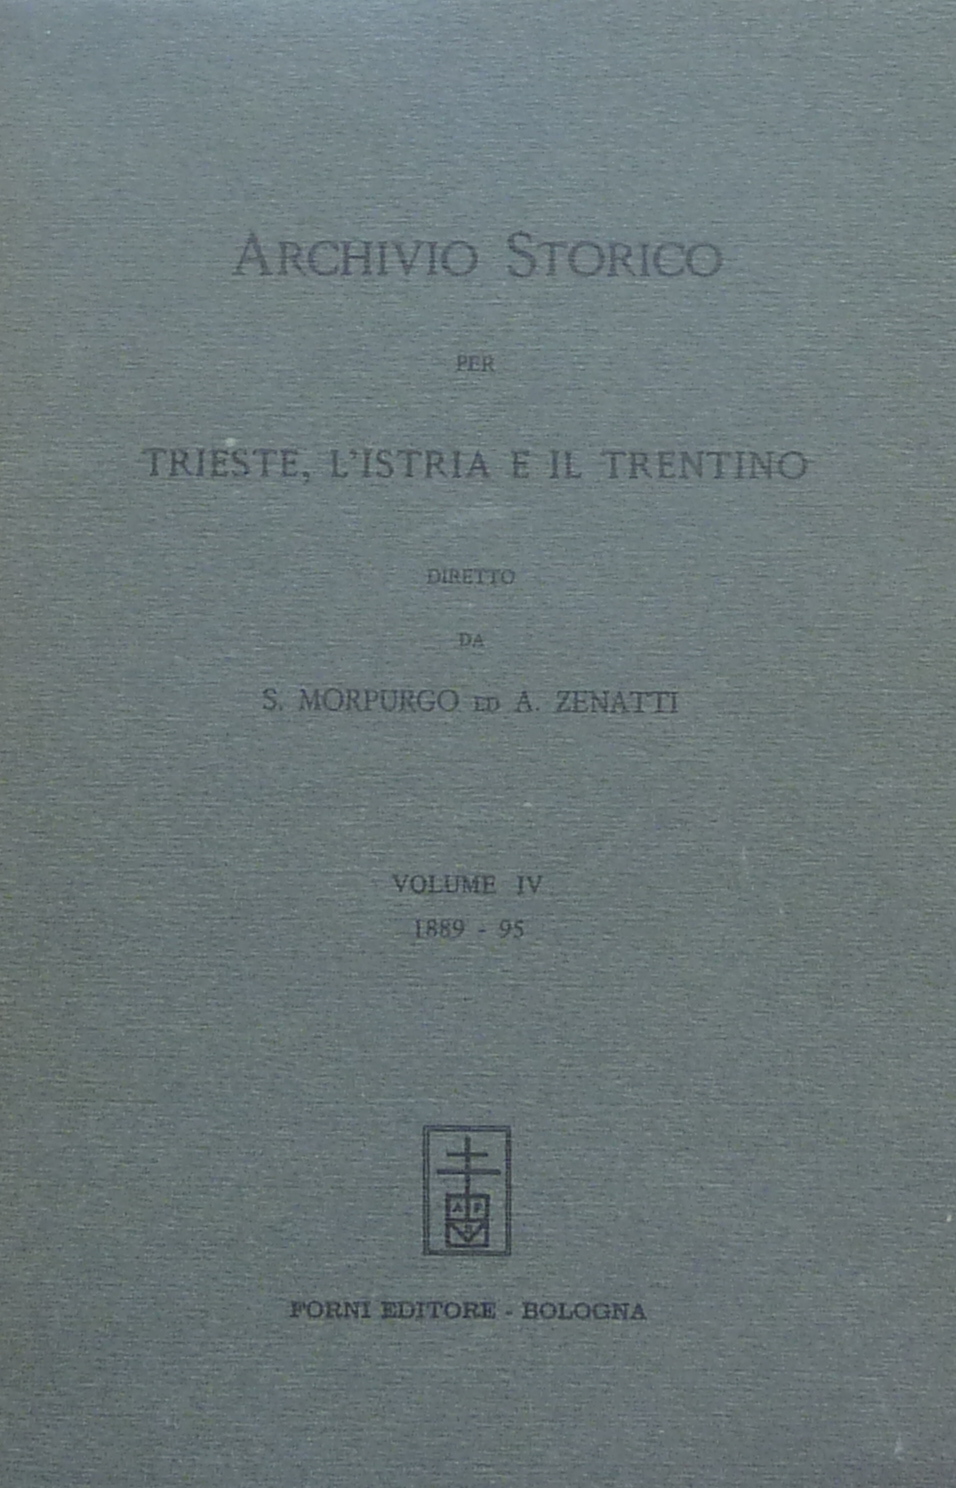 ARCHIVIO STORICO
PER
TRIESTE, L'ISTRIA E IL TRENTINO
DIRETTO
DA
S. MORPURGO ED A. ZENATTI
VOLUME IV
1889 - 95
A F
FORNI EDITORE - BOLOGNA